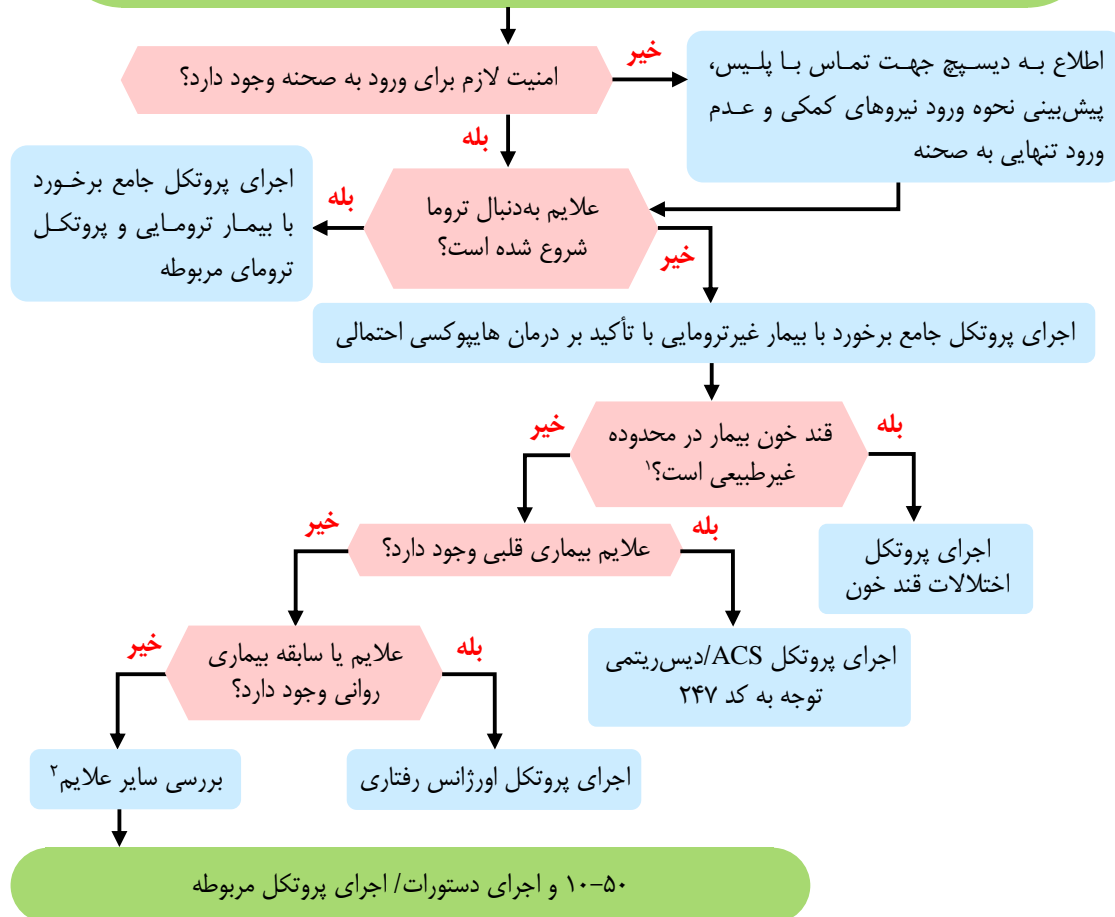 امنیت لازم برای ورود به صحنه وجود دارد؟
خیر
اطلاع به دیسپچ جهت تماس با پلیس،
پیش‌بینی نحوه ورود نیروهای کمکی و عدم
ورود تنهایی به صحنه
بله
علایم به‌دنبال تروما
شروع شده است؟
بله
اجرای پروتکل جامع برخورد
با بیمار ترومایی و پروتکل
ترومای مربوطه
خیر
اجرای پروتکل جامع برخورد با بیمار غیرترومایی با تأکید بر درمان هایپوکسی احتمالی
قند خون بیمار در محدوده
غیرطبیعی است؟۱
بله
خیر
اجرای پروتکل
اختلالات قند خون
علایم بیماری قلبی وجود دارد؟
بله
خیر
اجرای پروتکل ACS/دیس‌ریتمی
توجه به کد ۲۴۷
علایم یا سابقه بیماری
روانی وجود دارد؟
بله
خیر
اجرای پروتکل اورژانس رفتاری
بررسی سایر علایم۲
۱۰-۵۰ و اجرای دستورات/ اجرای پروتکل مربوطه